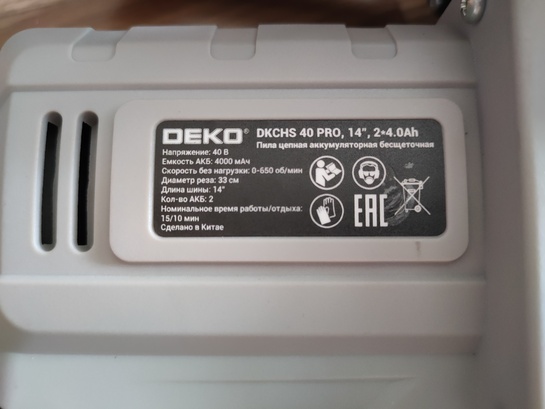 DEKO® DKCHS 40 PRO, 14", 2*4.0Ah
Пила цепная аккумуляторная бесщеточная
Напряжение: 40 В
Емкость АКБ: 4000 мАч
Скорость без нагрузки: 0-650 об/мин
Диаметр реза: 33 см
Длина шины: 14"
Кол-во АКБ: 2
Номинальное время работы/отдыха:
15/10 мин
Сделано в Китае
EAC